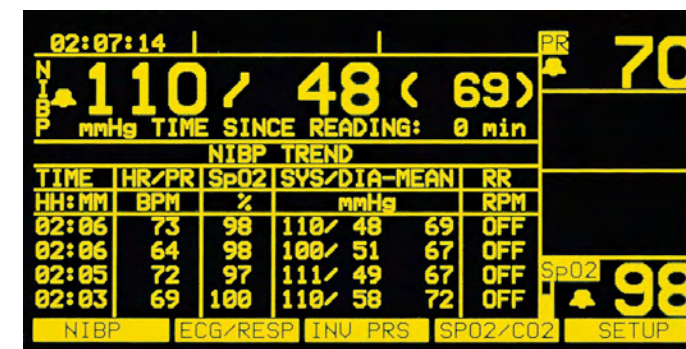 02:07:14
PR 70
NIBP 110/ 48 ( 69)
mmHg TIME SINCE READING: 0 min
NIBP TREND
TIME HR/PR SpO2 SYS/DIA-MEAN RR
HH:MM BPM % mmHg RPM
02:06 73 98 110/ 48 69 OFF
02:06 64 98 100/ 51 67 OFF
02:05 72 97 111/ 49 67 OFF
02:03 69 100 110/ 58 72 OFF
SpO2 98
NIBP ECG/RESP INV PRS SPO2/CO2 SETUP